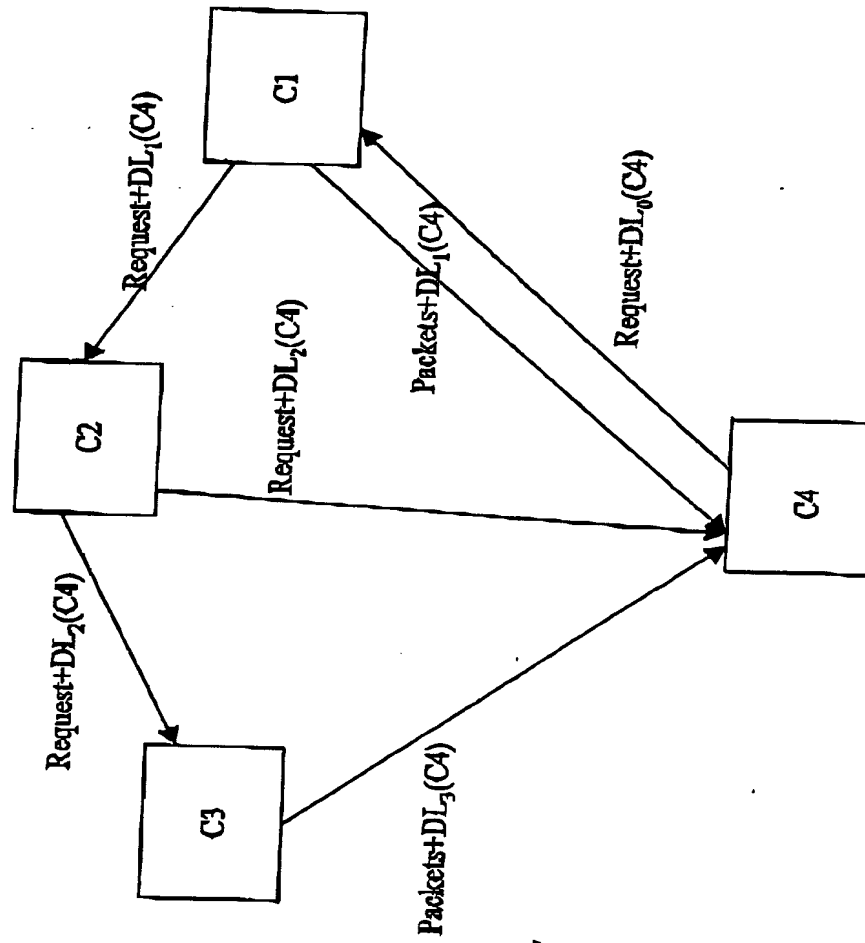 C1
Request+DL₁(C4)
C2
Request+DL₂(C4)
Packets+DL₁(C4)
Request+DL₀(C4)
Request+DL₂(C4)
C3
Packets+DL₃(C4)
C4